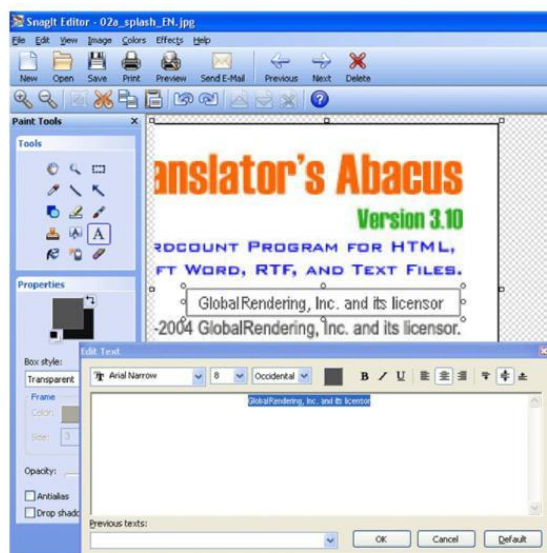 SnagIt Editor - 02a_splash_EN.jpg
File Edit View Image Colors Effects Help
New Open Save Print Preview Send E-Mail Previous Next Delete
Paint Tools
Tools
anslator's Abacus
Version 3.10
RDCOUNT PROGRAM FOR HTML,
FT WORD, RTF, AND TEXT FILES.
GlobalRendering, Inc. and its licensor
-2004 GlobalRendering, Inc. and its licensor.
Properties
Box style:
Transparent
Frame
Color:
Size: 3
Opacity:
Antialias
Drop shado
Edit Text
Arial Narrow 8 Occidental B I U
GlobalRendering, Inc. and its licensor
Previous texts:
OK Cancel Default